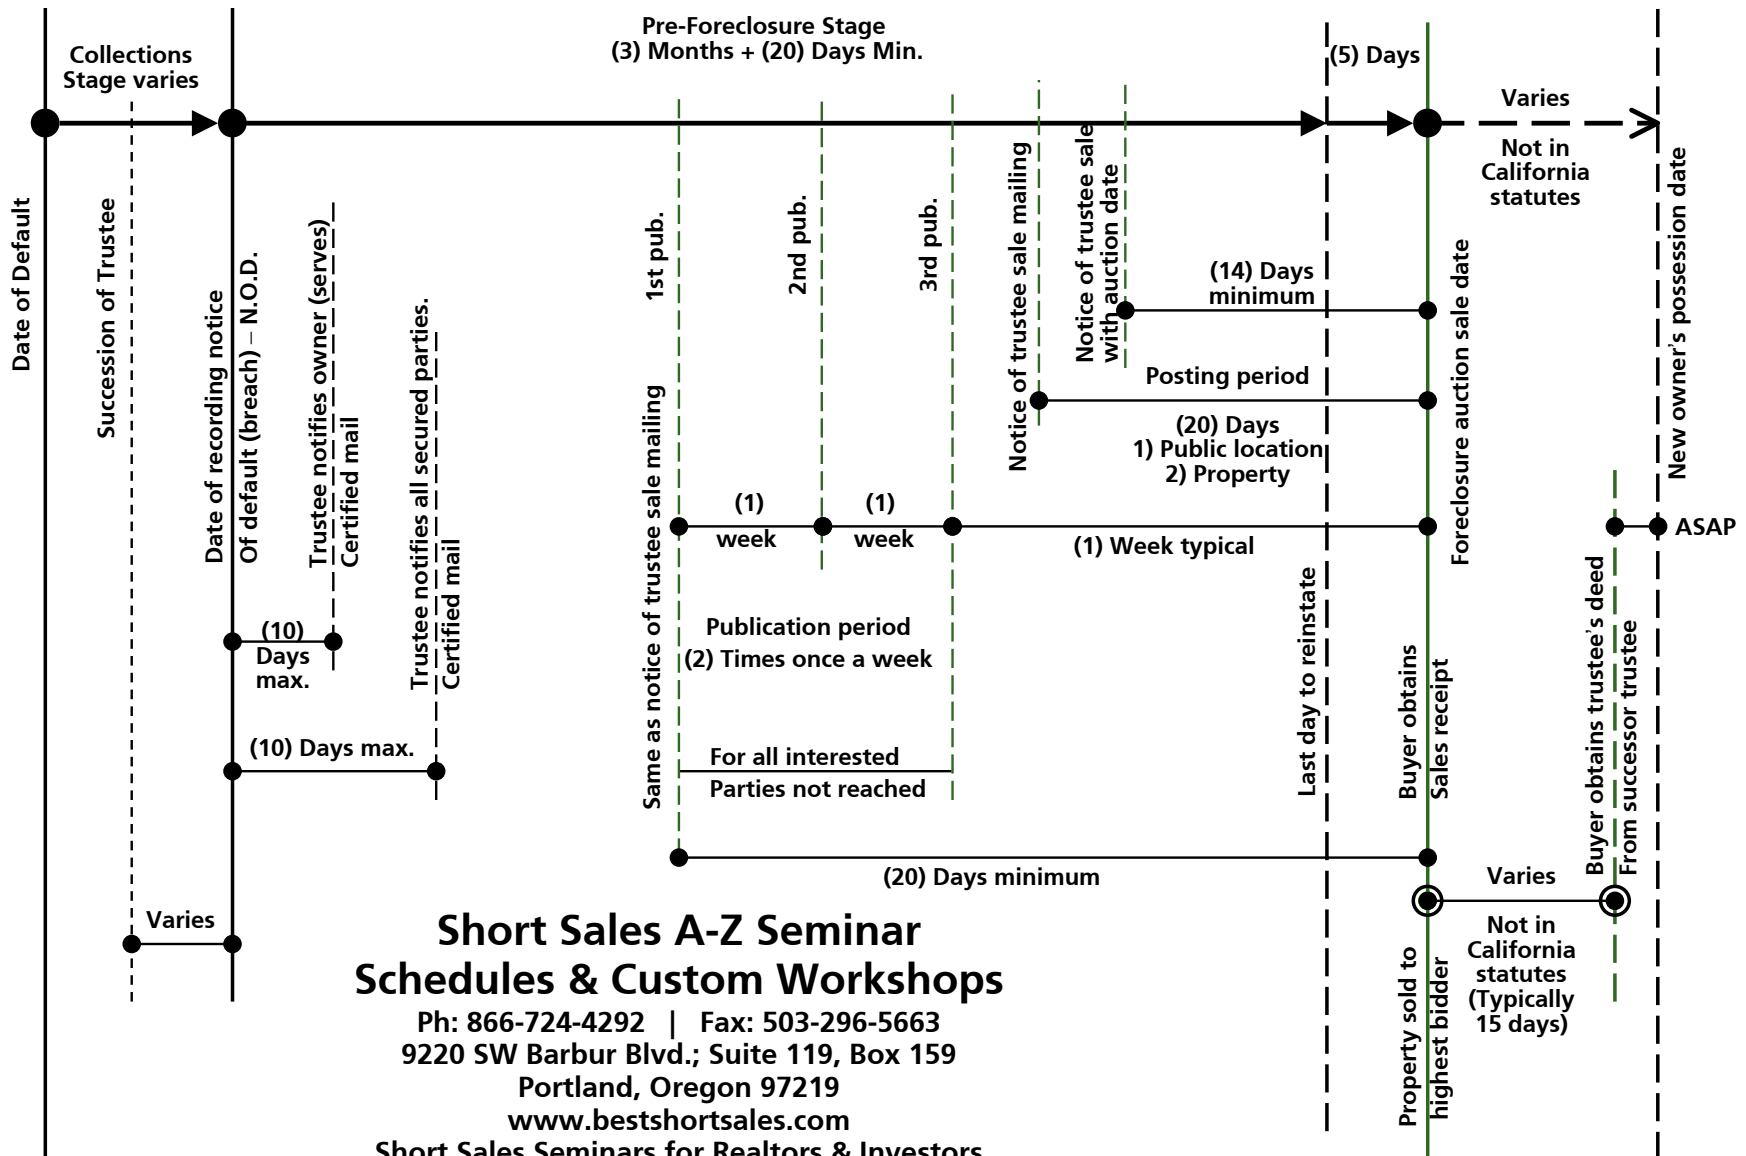 Pre-Foreclosure Stage
(3) Months + (20) Days Min.
Collections
Stage varies
(5) Days
Varies
Not in
California
statutes
Date of Default
Succession of Trustee
Date of recording notice
Of default (breach) – N.O.D.
Trustee notifies owner (serves)
Certified mail
Trustee notifies all secured parties.
Certified mail
1st pub.
Same as notice of trustee sale mailing
2nd pub.
3rd pub.
Notice of trustee sale mailing
Notice of trustee sale
with auction date
(14) Days
minimum
Posting period
(20) Days
1) Public location
2) Property
Foreclosure auction sale date
New owner's possession date
(1)
week
(1)
week
(1) Week typical
ASAP
(10)
Days
max.
Publication period
(2) Times once a week
(10) Days max.
For all interested
Parties not reached
Last day to reinstate
Buyer obtains
Sales receipt
Buyer obtains trustee's deed
From successor trustee
(20) Days minimum
Varies
Varies
Not in
California
statutes
(Typically
15 days)
Property sold to
highest bidder
Short Sales A-Z Seminar
Schedules & Custom Workshops
Ph: 866-724-4292 | Fax: 503-296-5663
9220 SW Barbur Blvd.; Suite 119, Box 159
Portland, Oregon 97219
www.bestshortsales.com
Short Sales Seminars for Realtors & Investors